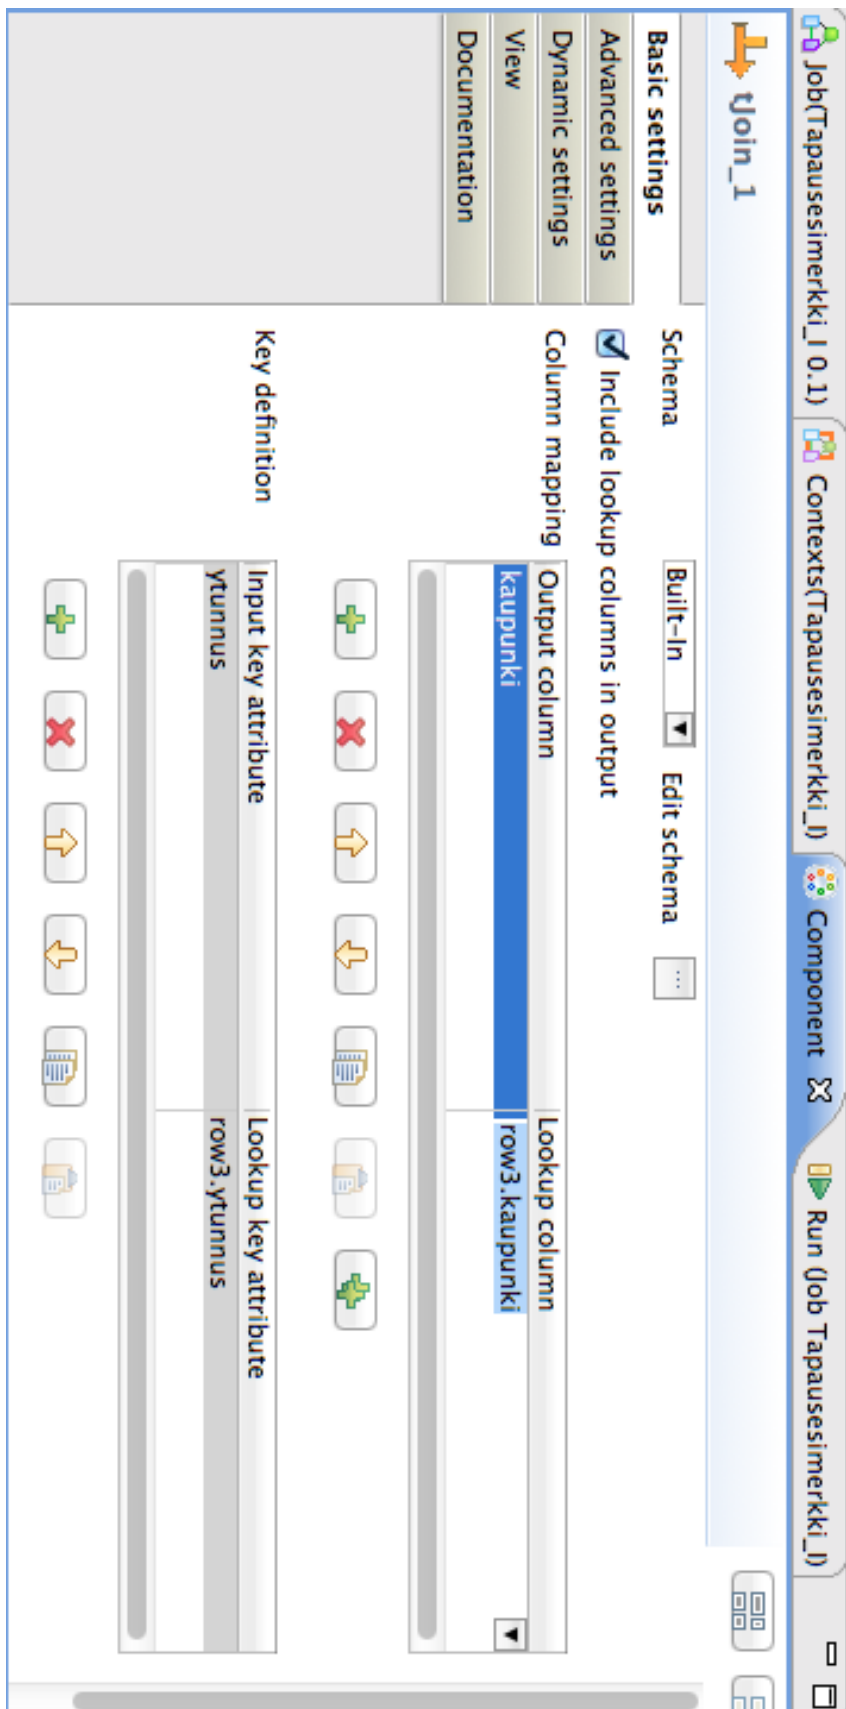 Job(Tapausesimerkki_I 0.1) Contexts(Tapausesimerkki_I) Component Run (Job Tapausesimerkki_I)
tJoin_1
Basic settings
Advanced settings
Dynamic settings
View
Documentation
Schema Built-In Edit schema ...
Include lookup columns in output
Column mapping Output column Lookup column
kaupunki row3.kaupunki
Key definition Input key attribute Lookup key attribute
ytunnus row3.ytunnus